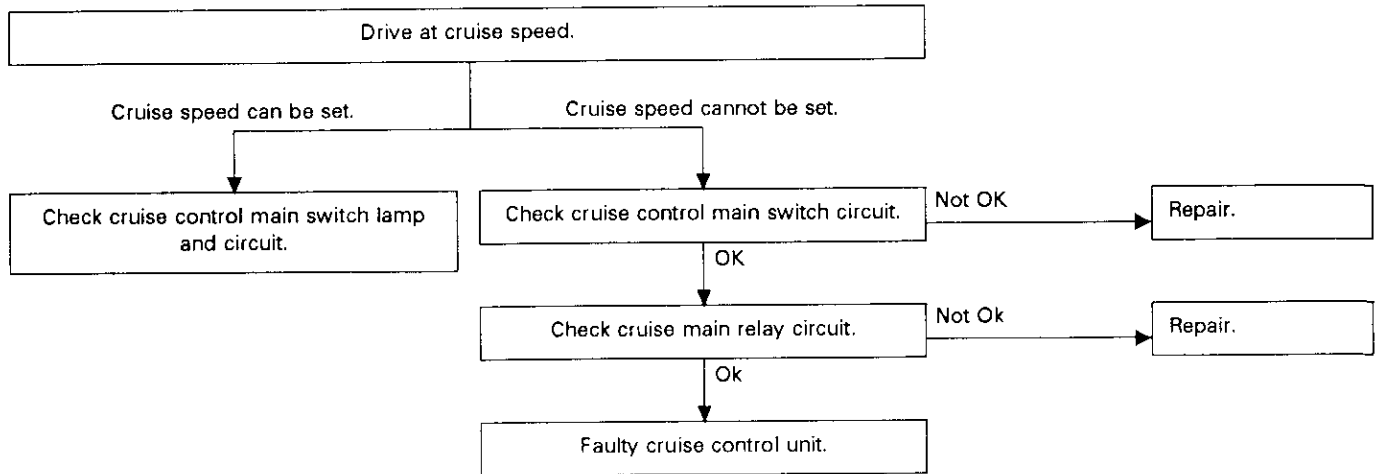 Drive at cruise speed.
Cruise speed can be set.
Cruise speed cannot be set.
Check cruise control main switch lamp
and circuit.
Check cruise control main switch circuit.
Not OK
Repair.
OK
Check cruise main relay circuit.
Not Ok
Repair.
Ok
Faulty cruise control unit.